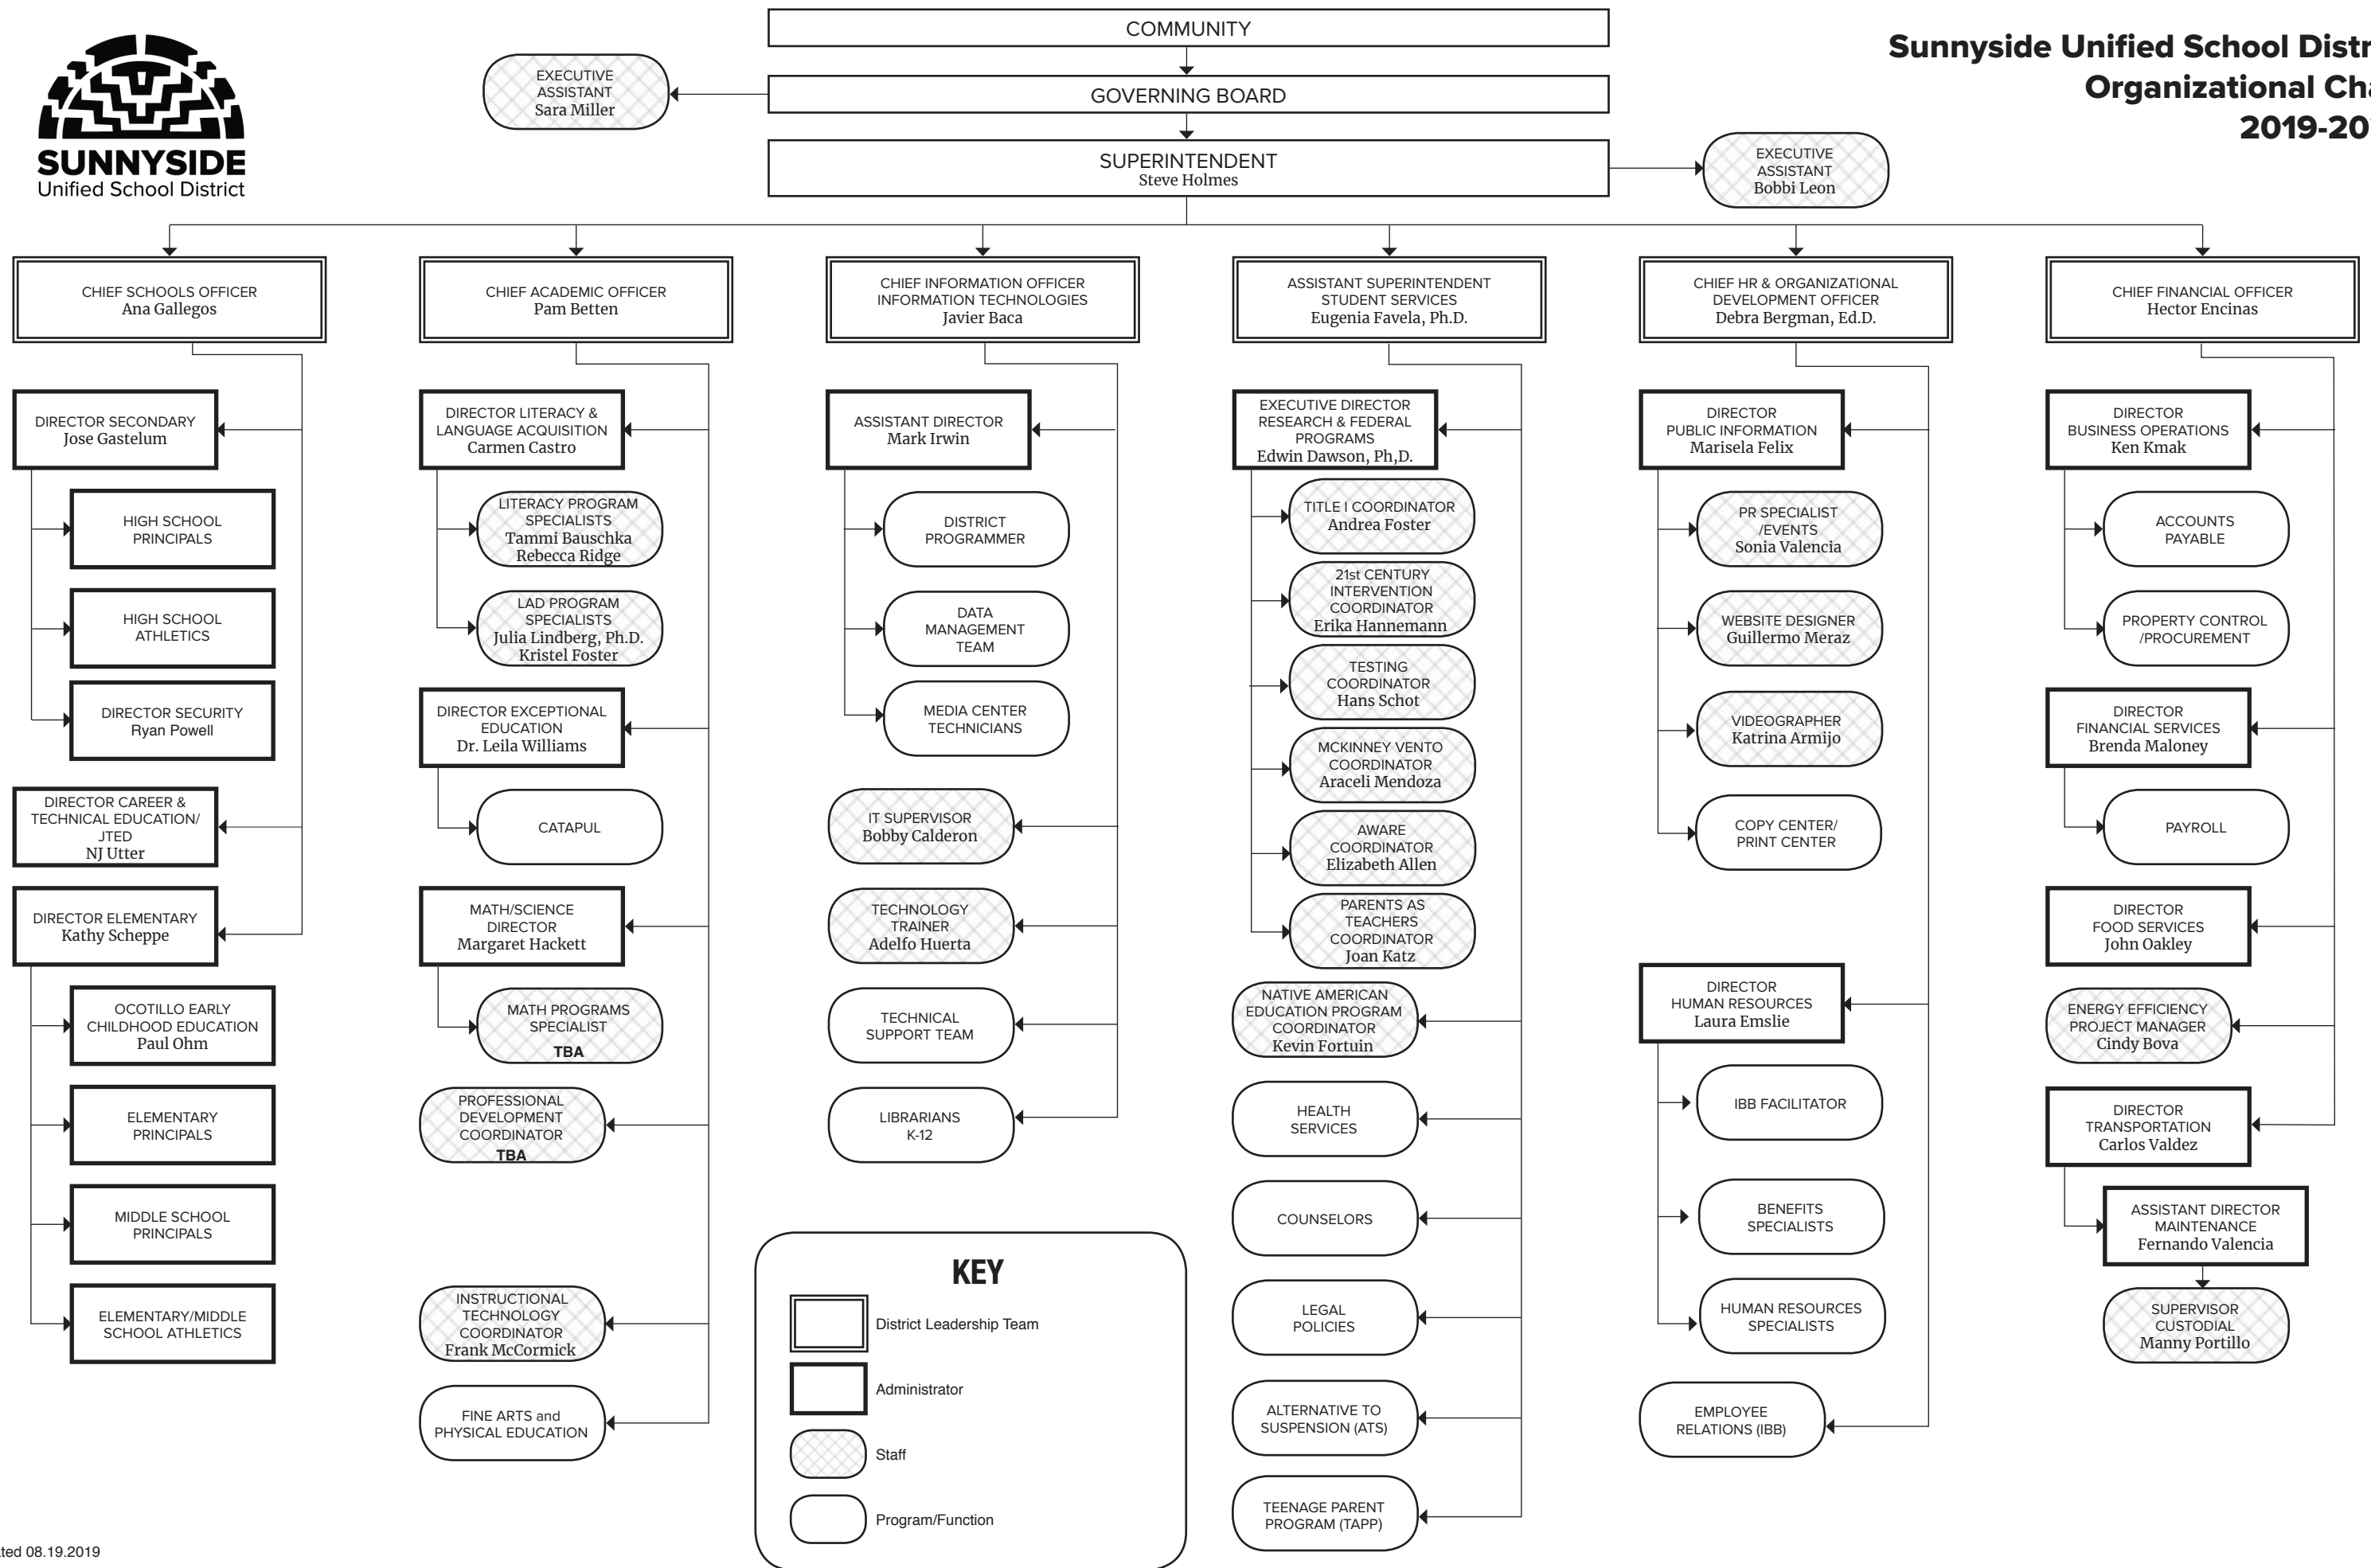 COMMUNITY
GOVERNING BOARD
SUPERINTENDENT
Steve Holmes
EXECUTIVE
ASSISTANT
Sara Miller
EXECUTIVE
ASSISTANT
Bobbi Leon
SUNNYSIDE
Unified School District
Sunnyside Unified School
Organizational
2019-
CHIEF SCHOOLS OFFICER
Ana Gallegos
DIRECTOR SECONDARY
Jose Gastelum
HIGH SCHOOL
PRINCIPALS
HIGH SCHOOL
ATHLETICS
DIRECTOR SECURITY
Ryan Powell
DIRECTOR CAREER &
TECHNICAL EDUCATION/
JTED
NJ Utter
DIRECTOR ELEMENTARY
Kathy Scheppe
OCOTILLO EARLY
CHILDHOOD EDUCATION
Paul Ohm
ELEMENTARY
PRINCIPALS
MIDDLE SCHOOL
PRINCIPALS
ELEMENTARY/MIDDLE
SCHOOL ATHLETICS
CHIEF ACADEMIC OFFICER
Pam Betten
DIRECTOR LITERACY &
LANGUAGE ACQUISITION
Carmen Castro
LITERACY PROGRAM
SPECIALISTS
Tammi Bauschka
Rebecca Ridge
LAD PROGRAM
SPECIALISTS
Julia Lindberg, Ph.D.
Kristel Foster
DIRECTOR EXCEPTIONAL
EDUCATION
Dr. Leila Williams
CATAPUL
MATH/SCIENCE
DIRECTOR
Margaret Hackett
MATH PROGRAMS
SPECIALIST
TBA
PROFESSIONAL
DEVELOPMENT
COORDINATOR
TBA
INSTRUCTIONAL
TECHNOLOGY
COORDINATOR
Frank McCormick
FINE ARTS and
PHYSICAL EDUCATION
CHIEF INFORMATION OFFICER
INFORMATION TECHNOLOGIES
Javier Baca
ASSISTANT DIRECTOR
Mark Irwin
DISTRICT
PROGRAMMER
DATA
MANAGEMENT
TEAM
MEDIA CENTER
TECHNICIANS
IT SUPERVISOR
Bobby Calderon
TECHNOLOGY
TRAINER
Adelfo Huerta
TECHNICAL
SUPPORT TEAM
LIBRARIANS
K-12
ASSISTANT SUPERINTENDENT
STUDENT SERVICES
Eugenia Favela, Ph.D.
EXECUTIVE DIRECTOR
RESEARCH & FEDERAL
PROGRAMS
Edwin Dawson, Ph,D.
TITLE I COORDINATOR
Andrea Foster
21st CENTURY
INTERVENTION
COORDINATOR
Erika Hannemann
TESTING
COORDINATOR
Hans Schot
MCKINNEY VENTO
COORDINATOR
Araceli Mendoza
AWARE
COORDINATOR
Elizabeth Allen
PARENTS AS
TEACHERS
COORDINATOR
Joan Katz
NATIVE AMERICAN
EDUCATION PROGRAM
COORDINATOR
Kevin Fortuin
HEALTH
SERVICES
COUNSELORS
LEGAL
POLICIES
ALTERNATIVE TO
SUSPENSION (ATS)
TEENAGE PARENT
PROGRAM (TAPP)
CHIEF HR & ORGANIZATIONAL
DEVELOPMENT OFFICER
Debra Bergman, Ed.D.
DIRECTOR
PUBLIC INFORMATION
Marisela Felix
PR SPECIALIST
/EVENTS
Sonia Valencia
WEBSITE DESIGNER
Guillermo Meraz
VIDEOGRAPHER
Katrina Armijo
COPY CENTER/
PRINT CENTER
DIRECTOR
HUMAN RESOURCES
Laura Emslie
IBB FACILITATOR
BENEFITS
SPECIALISTS
HUMAN RESOURCES
SPECIALISTS
EMPLOYEE
RELATIONS (IBB)
CHIEF FINANCIAL OFFICER
Hector Encinas
DIRECTOR
BUSINESS OPERATIONS
Ken Kmak
ACCOUNTS
PAYABLE
PROPERTY CONTROL
/PROCUREMENT
DIRECTOR
FINANCIAL SERVICES
Brenda Maloney
PAYROLL
DIRECTOR
FOOD SERVICES
John Oakley
ENERGY EFFICIENCY
PROJECT MANAGER
Cindy Bova
DIRECTOR
TRANSPORTATION
Carlos Valdez
ASSISTANT DIRECTOR
MAINTENANCE
Fernando Valencia
SUPERVISOR
CUSTODIAL
Manny Portillo
KEY
District Leadership Team
Administrator
Staff
Program/Function
08.19.2019